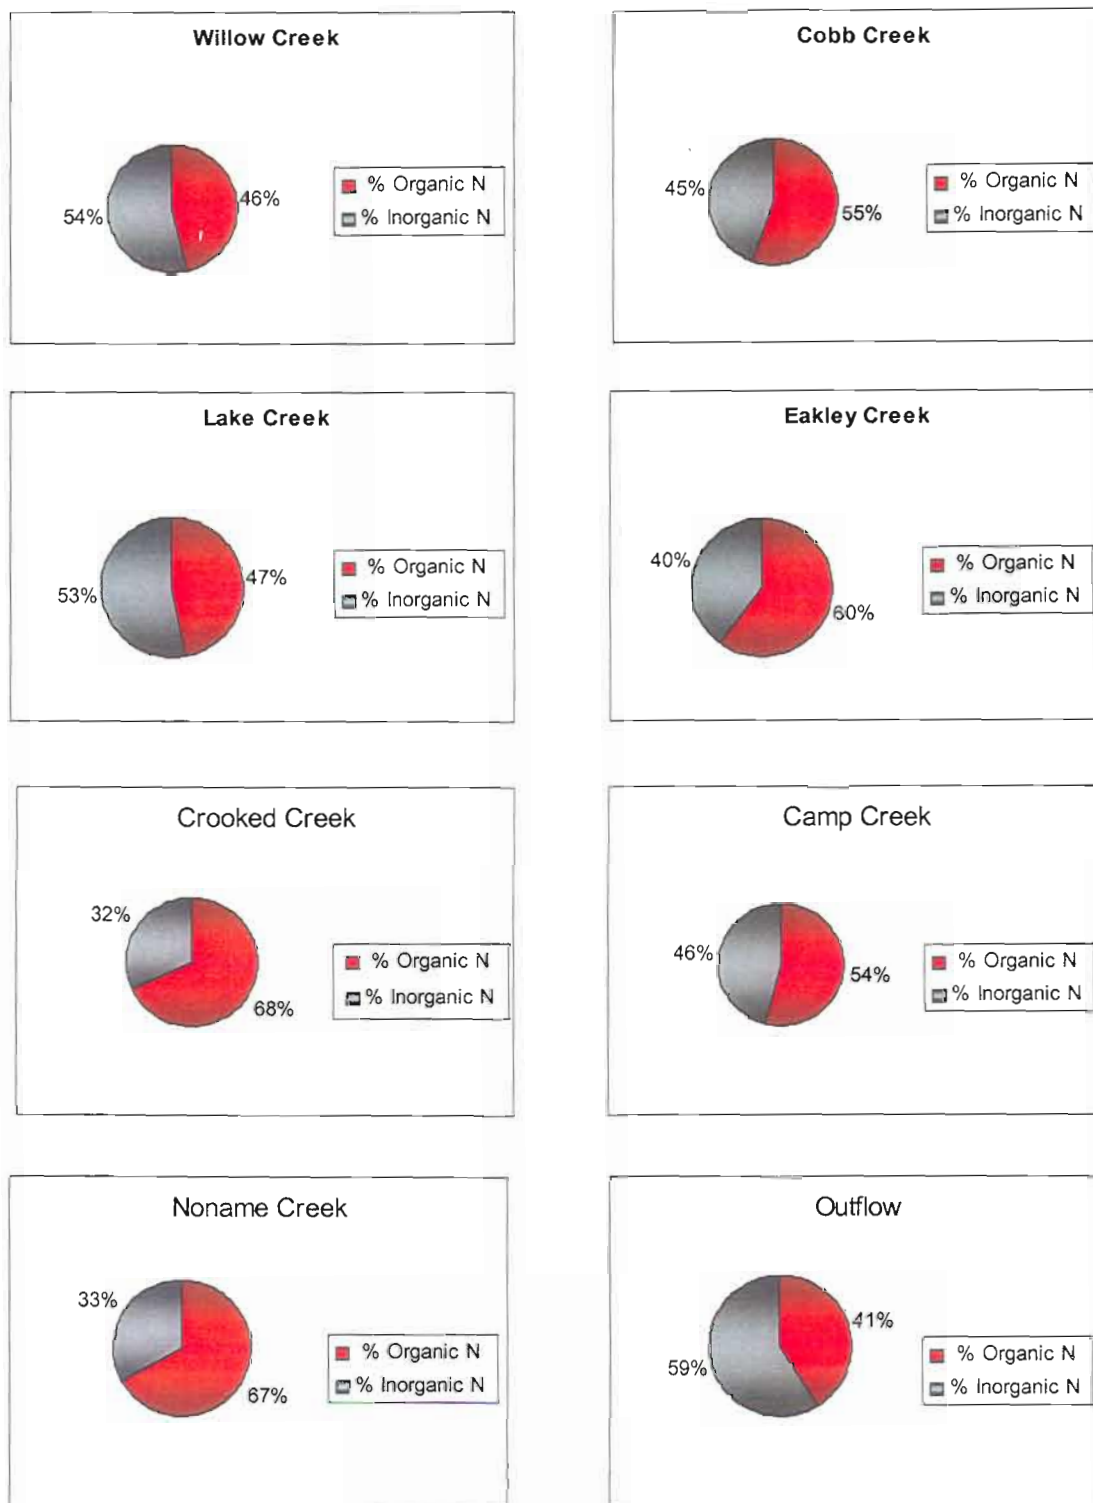 Willow Creek
54%
46%
% Organic N
% Inorganic N
Cobb Creek
45%
55%
% Organic N
% Inorganic N
Lake Creek
53%
47%
% Organic N
% Inorganic N
Eakley Creek
40%
60%
% Organic N
% Inorganic N
Crooked Creek
32%
68%
% Organic N
% Inorganic N
Camp Creek
46%
54%
% Organic N
% Inorganic N
Noname Creek
33%
67%
% Organic N
% Inorganic N
Outflow
59%
41%
% Organic N
% Inorganic N